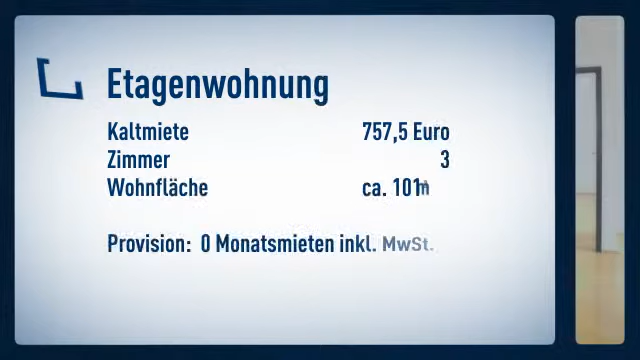 Etagenwohnung
Kaltmiete 757,5 Euro
Zimmer 3
Wohnfläche ca. 101
Provision: 0 Monatsmieten inkl. MwSt.